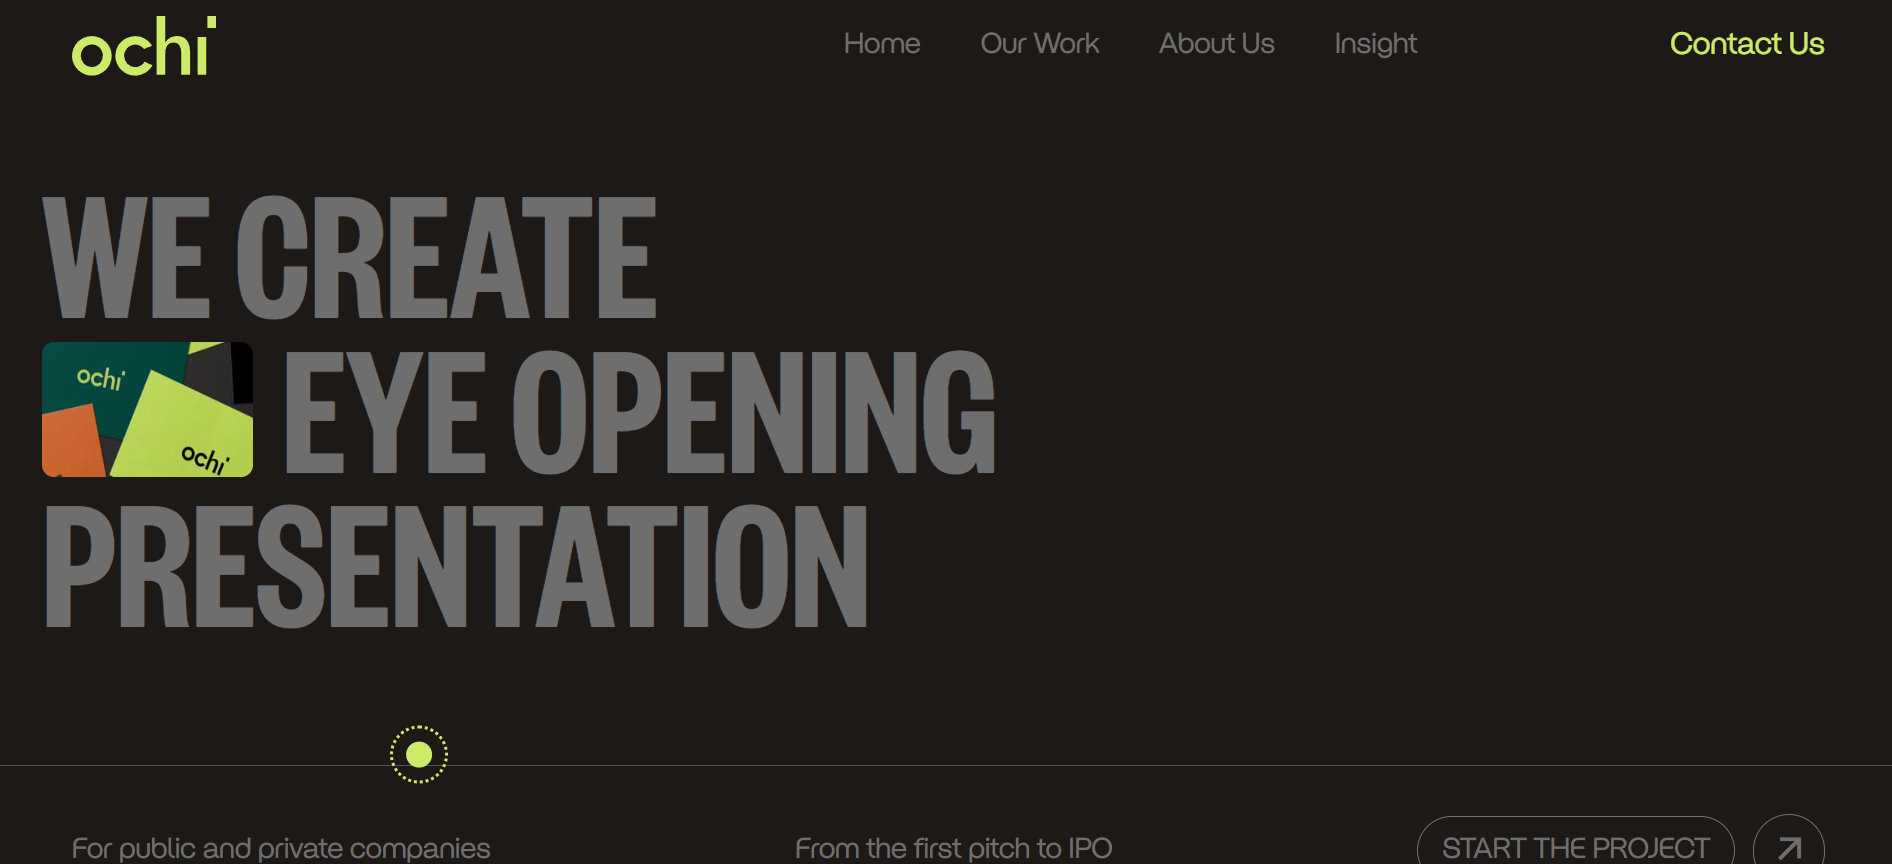 ochi
Home Our Work About Us Insight Contact Us
WE CREATE
ochi
ochi
EYE OPENING
PRESENTATION
For public and private companies From the first pitch to IPO START THE PROJECT